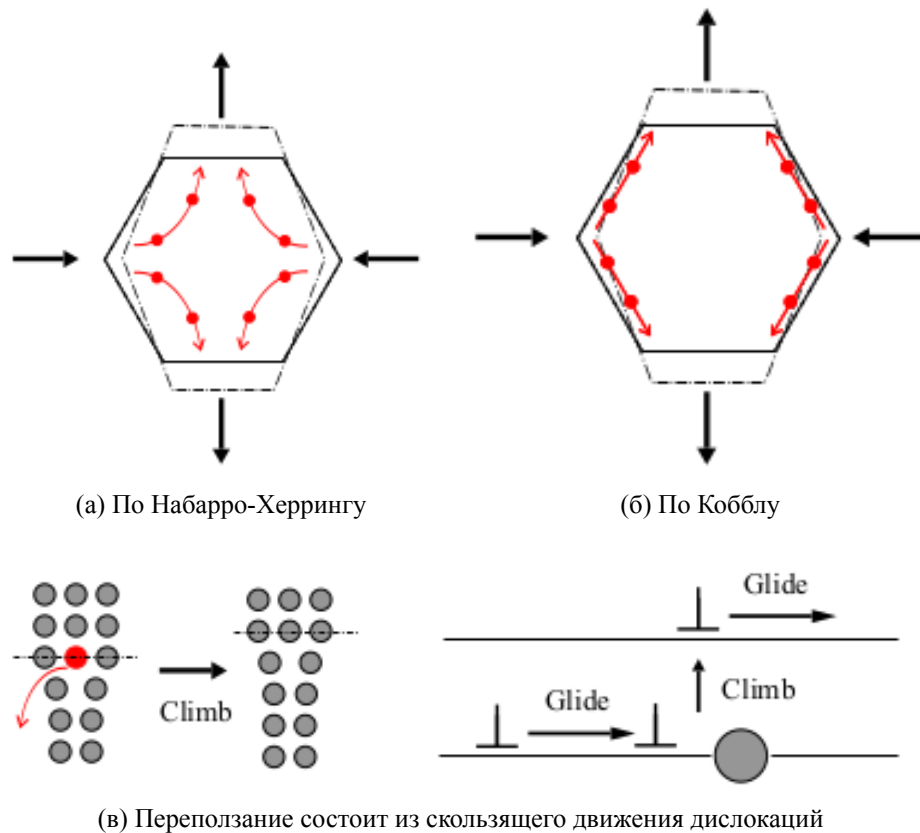 (а) По Набарро-Херрингу
(б) По Кобблу
Climb
Glide
Glide
Climb
(в) Переползание состоит из скользящего движения дислокаций